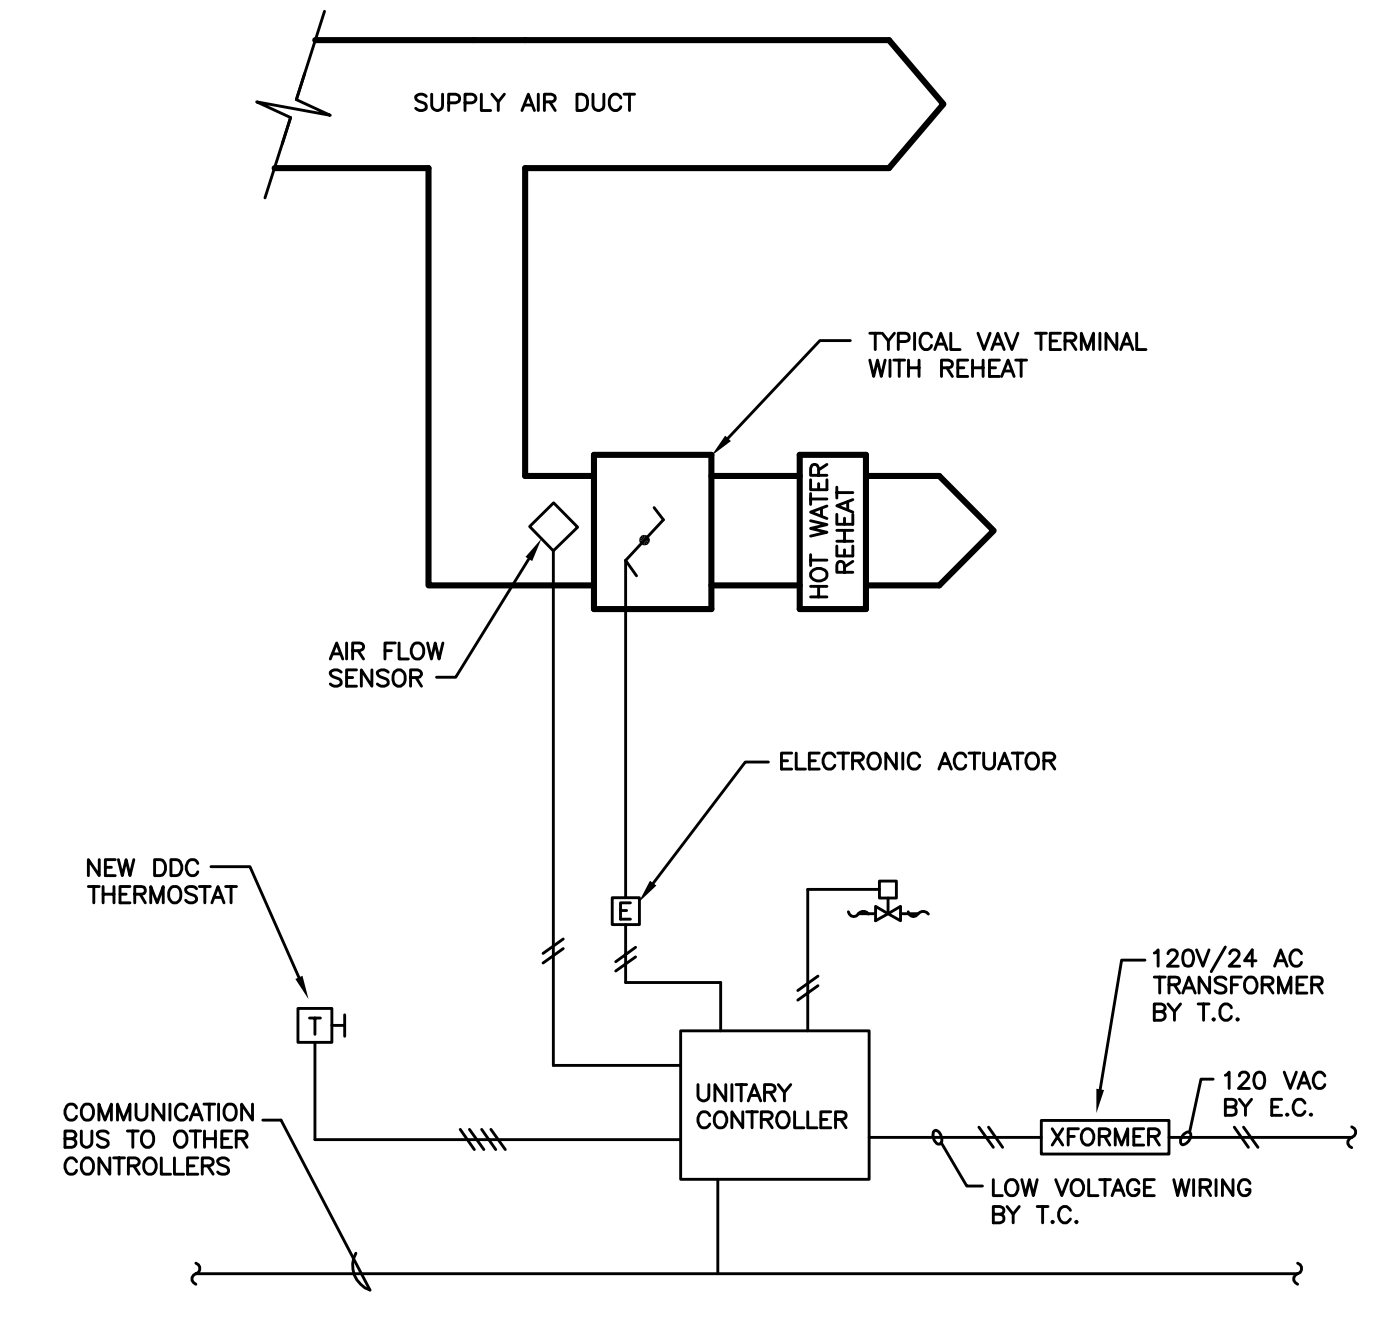 SUPPLY AIR DUCT
TYPICAL VAV TERMINAL
WITH REHEAT
HOT WATER
REHEAT
AIR FLOW
SENSOR
ELECTRONIC ACTUATOR
NEW DDC
THERMOSTAT
E
120V/24 AC
TRANSFORMER
BY T.C.
T
120 VAC
BY E.C.
UNITARY
CONTROLLER
COMMUNICATION
BUS TO OTHER
CONTROLLERS
XFORMER
LOW VOLTAGE WIRING
BY T.C.